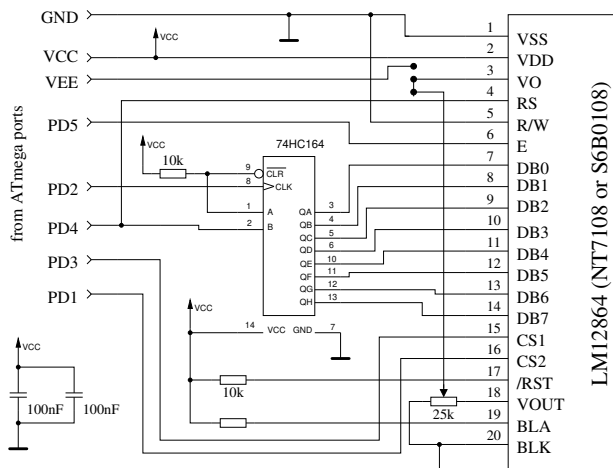 GND
VCC
VEE
PD5
PD2
PD4
PD3
PD1
from ATmega ports
VCC
VCC
10k
74HC164
9
CLR
8
CLK
1
A
2
B
QA
3
QB
4
QC
5
QD
6
QE
10
QF
11
QG
12
QH
13
14
VCC
GND
7
VCC
10k
VCC
100nF
100nF
25k
1
VSS
2
VDD
3
VO
4
RS
5
R/W
6
E
7
DB0
8
DB1
9
DB2
10
DB3
11
DB4
12
DB5
13
DB6
14
DB7
15
CS1
16
CS2
17
/RST
18
VOUT
19
BLA
20
BLK
LM12864 (NT7108 or S6B0108)